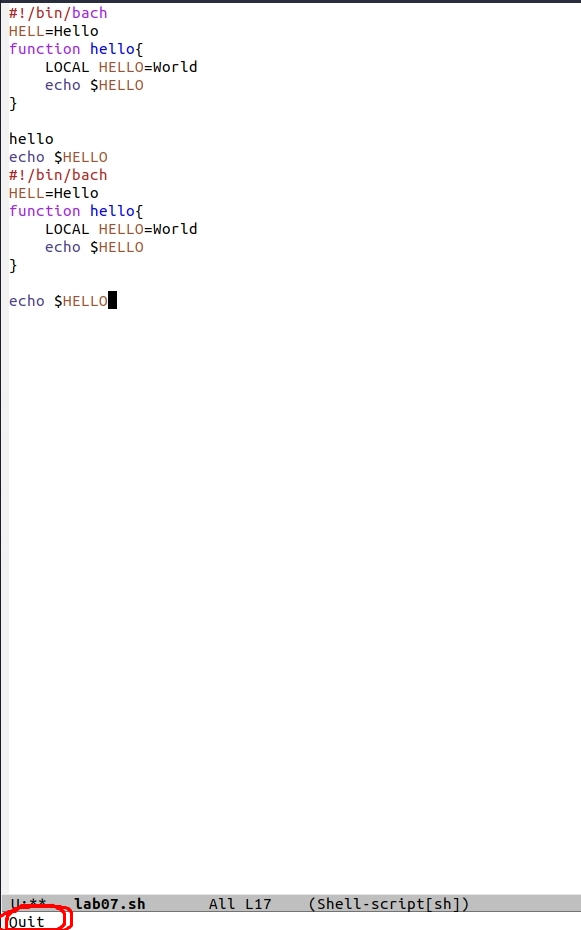 #!/bin/bach
HELL=Hello
function hello{
    LOCAL HELLO=World
    echo $HELLO
}

hello
echo $HELLO
#!/bin/bach
HELL=Hello
function hello{
    LOCAL HELLO=World
    echo $HELLO
}

echo $HELLO
U:**-  lab07.sh       All L17    (Shell-script[sh])
Quit